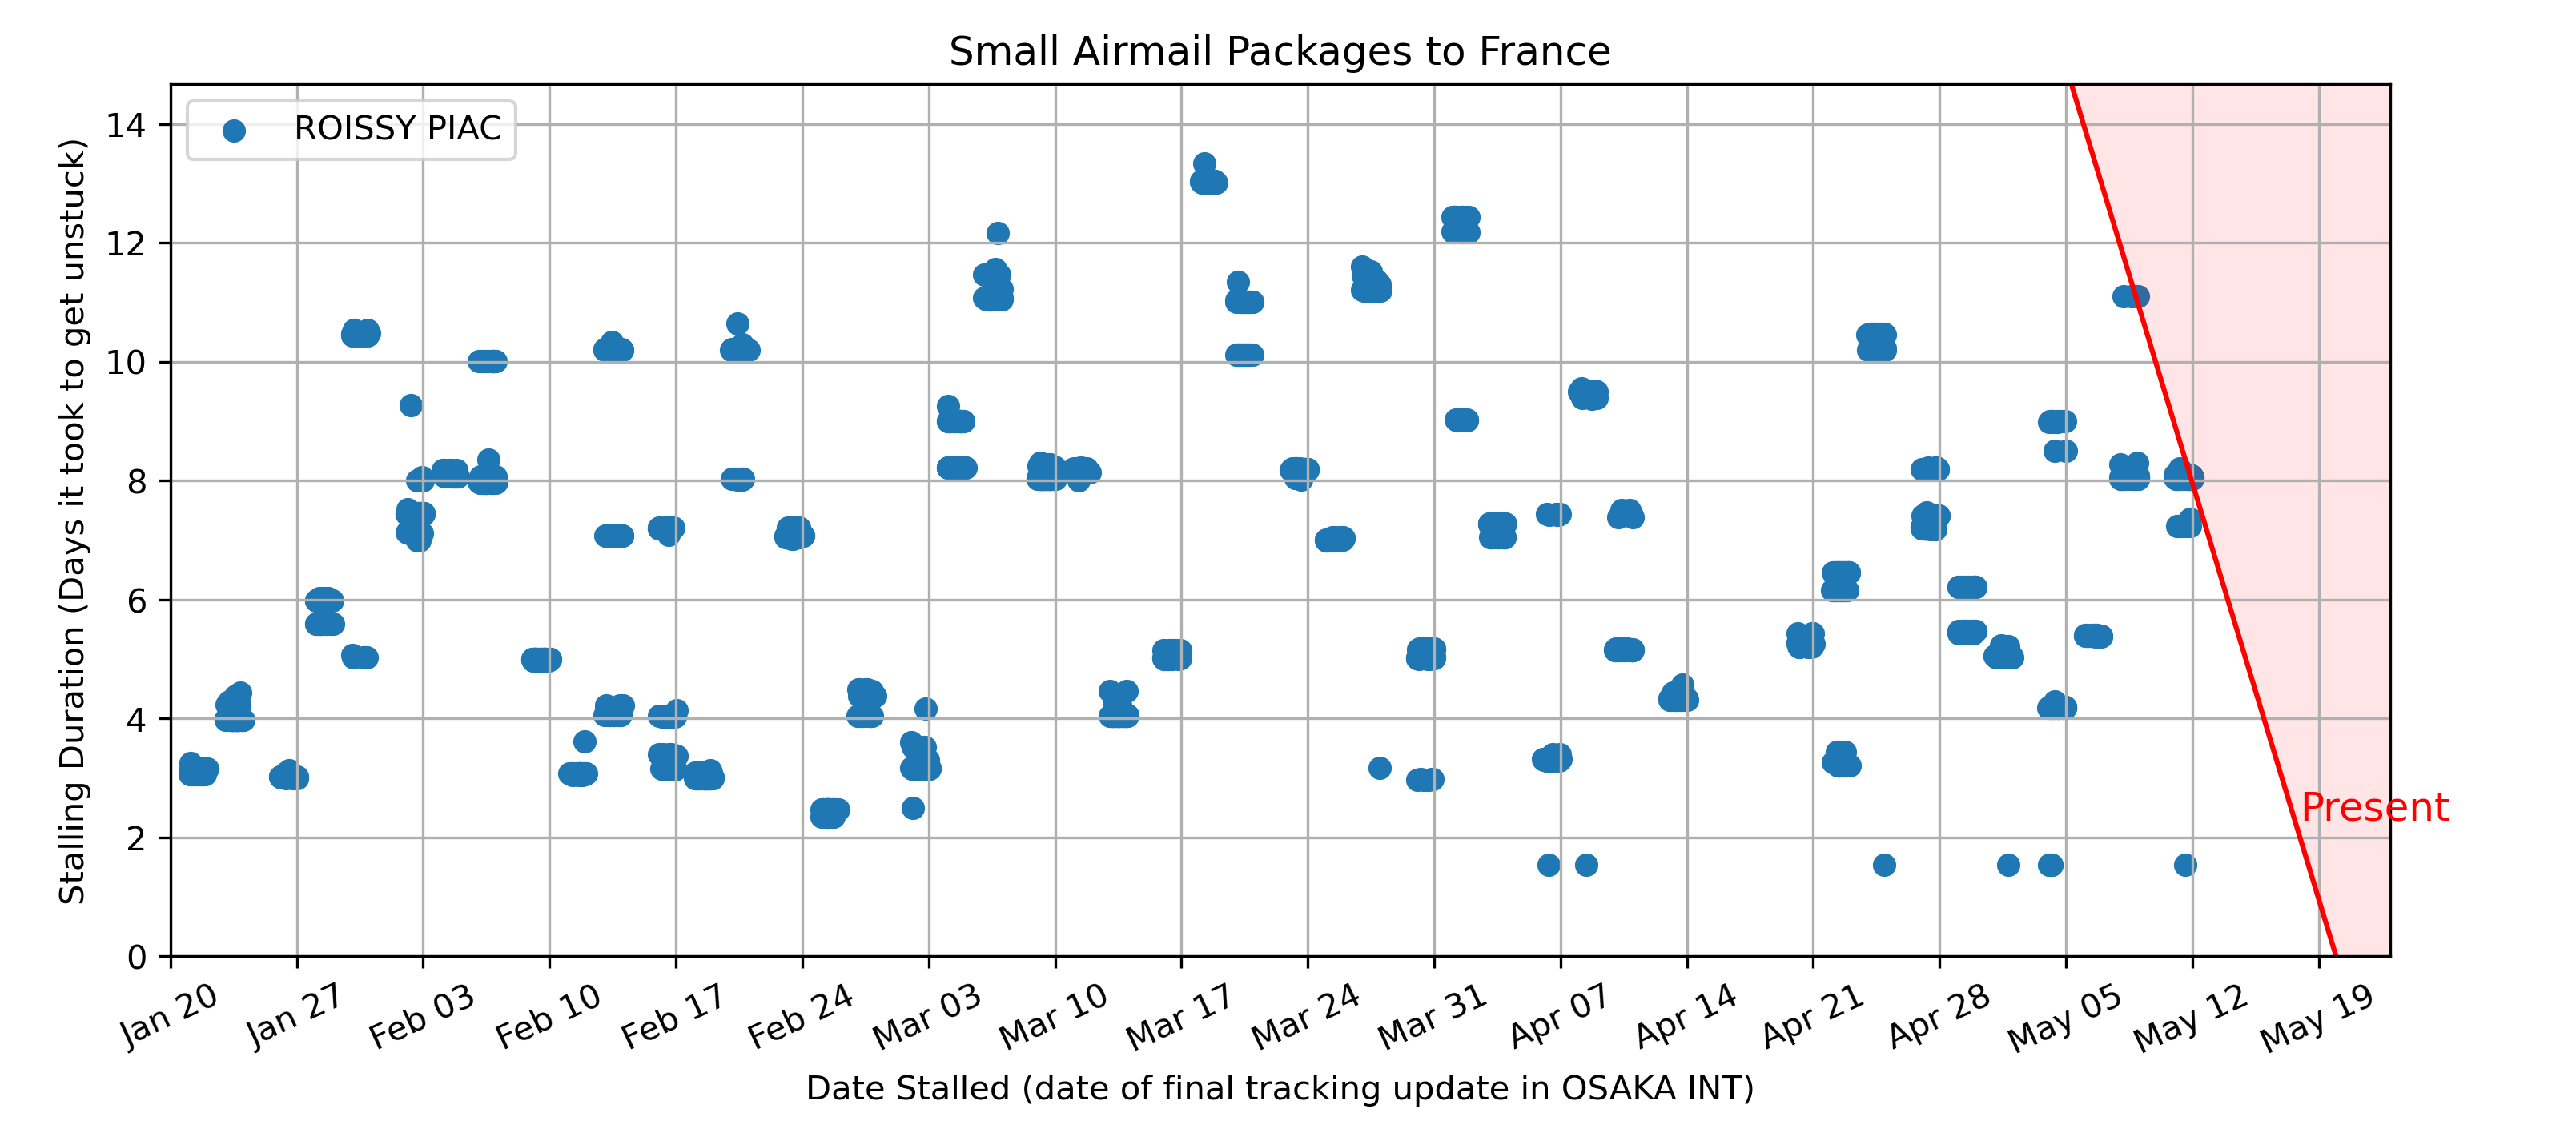 Small Airmail Packages to France
ROISSY PIAC
Stalling Duration (Days it took to get unstuck)
14
12
10
8
6
4
2
0
Present
Jan 20
Jan 27
Feb 03
Feb 10
Feb 17
Feb 24
Mar 03
Mar 10
Mar 17
Mar 24
Mar 31
Apr 07
Apr 14
Apr 21
Apr 28
May 05
May 12
May 19
Date Stalled (date of final tracking update in OSAKA INT)